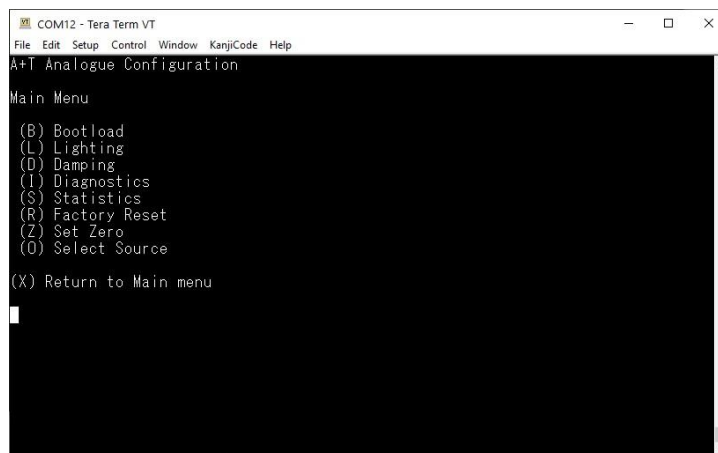 COM12 - Tera Term VT
File Edit Setup Control Window KanjiCode Help
A+T Analogue Configuration
Main Menu
(B) Bootload
(L) Lighting
(D) Damping
(I) Diagnostics
(S) Statistics
(R) Factory Reset
(Z) Set Zero
(O) Select Source
(X) Return to Main menu